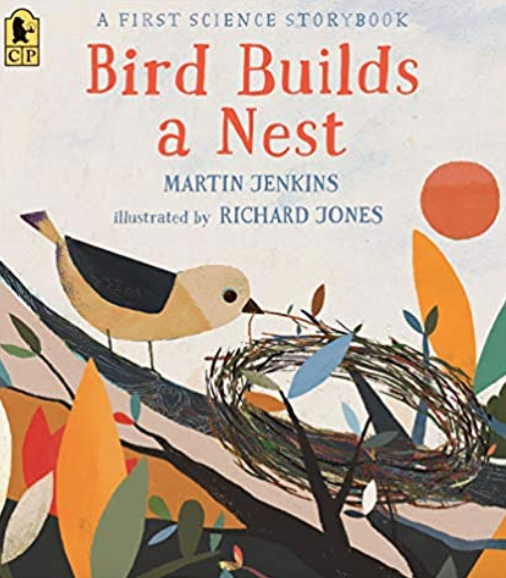 A FIRST SCIENCE STORYBOOK
CP
Bird Builds
a Nest
MARTIN JENKINS
illustrated by RICHARD JONES